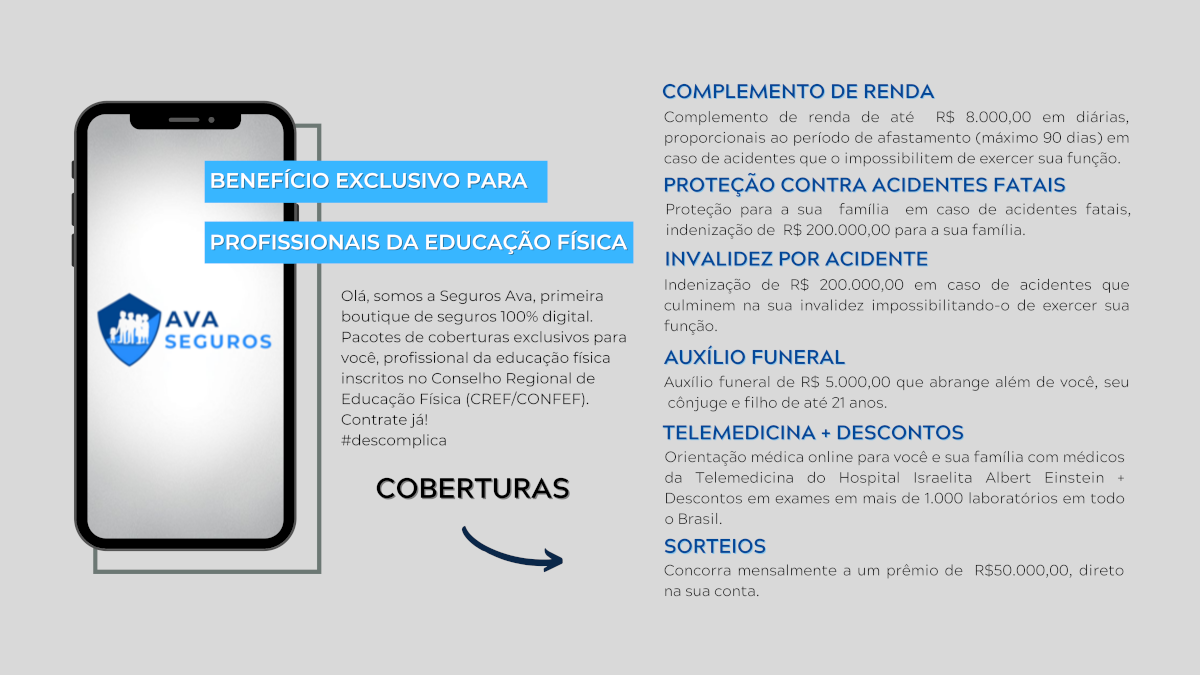 BENEFÍCIO EXCLUSIVO PARA
PROFISSIONAIS DA EDUCAÇÃO FÍSICA
AVA
SEGUROS
Olá, somos a Seguros Ava, primeira
boutique de seguros 100% digital.
Pacotes de coberturas exclusivos para
você, profissional da educação física
inscritos no Conselho Regional de
Educação Física (CREF/CONFEF).
Contrate já!
#descomplica
COBERTURAS
COMPLEMENTO DE RENDA
Complemento de renda de até R$ 8.000,00 em diárias,
proporcionais ao período de afastamento (máximo 90 dias) em
caso de acidentes que o impossibilitem de exercer sua função.
PROTEÇÃO CONTRA ACIDENTES FATAIS
Proteção para a sua família em caso de acidentes fatais,
indenização de R$ 200.000,00 para a sua família.
INVALIDEZ POR ACIDENTE
Indenização de R$ 200.000,00 em caso de acidentes que
culminem na sua invalidez impossibilitando-o de exercer sua
função.
AUXÍLIO FUNERAL
Auxílio funeral de R$ 5.000,00 que abrange além de você, seu
cônjuge e filho de até 21 anos.
TELEMEDICINA + DESCONTOS
Orientação médica online para você e sua família com médicos
da Telemedicina do Hospital Israelita Albert Einstein +
Descontos em exames em mais de 1.000 laboratórios em todo
o Brasil.
SORTEIOS
Concorra mensalmente a um prêmio de R$50.000,00, direto
na sua conta.